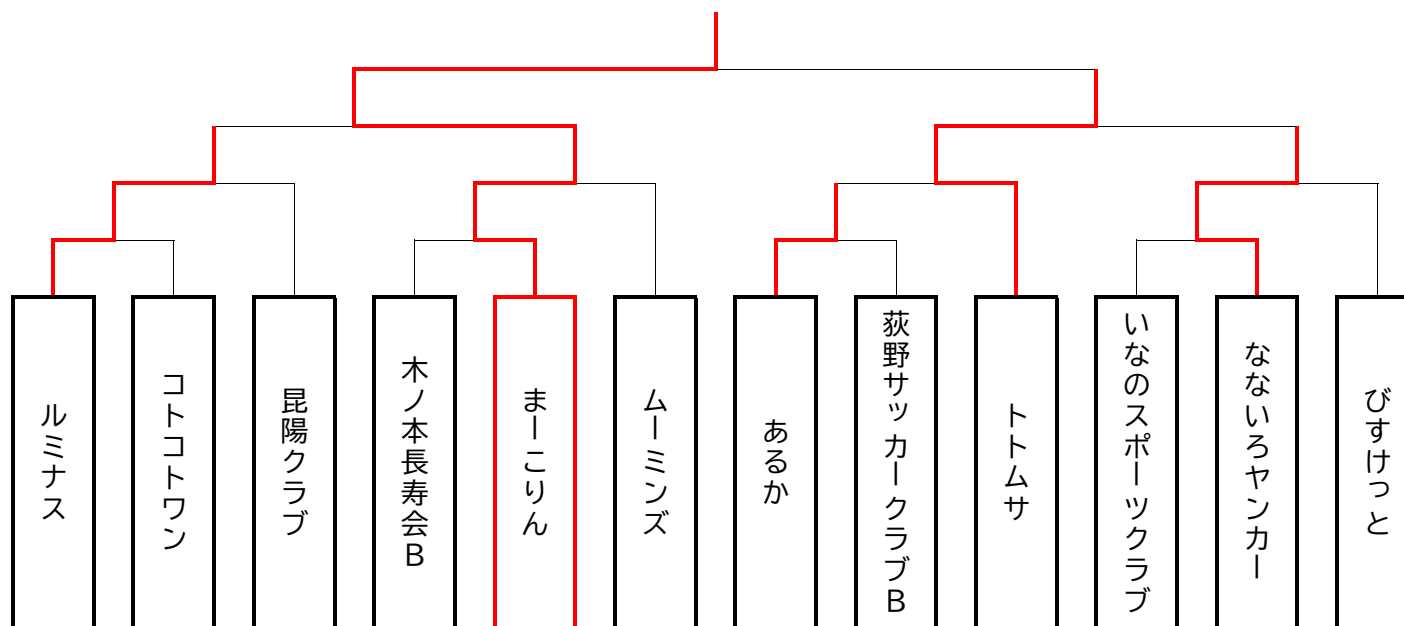 ルミナス
コトコトワン
昆陽クラブ
木ノ本長寿会B
まーこりん
ムーミンズ
あるか
荻野サッカークラブB
トトムサ
いなのスポーツクラブ
なないろヤンカー
びすけっと